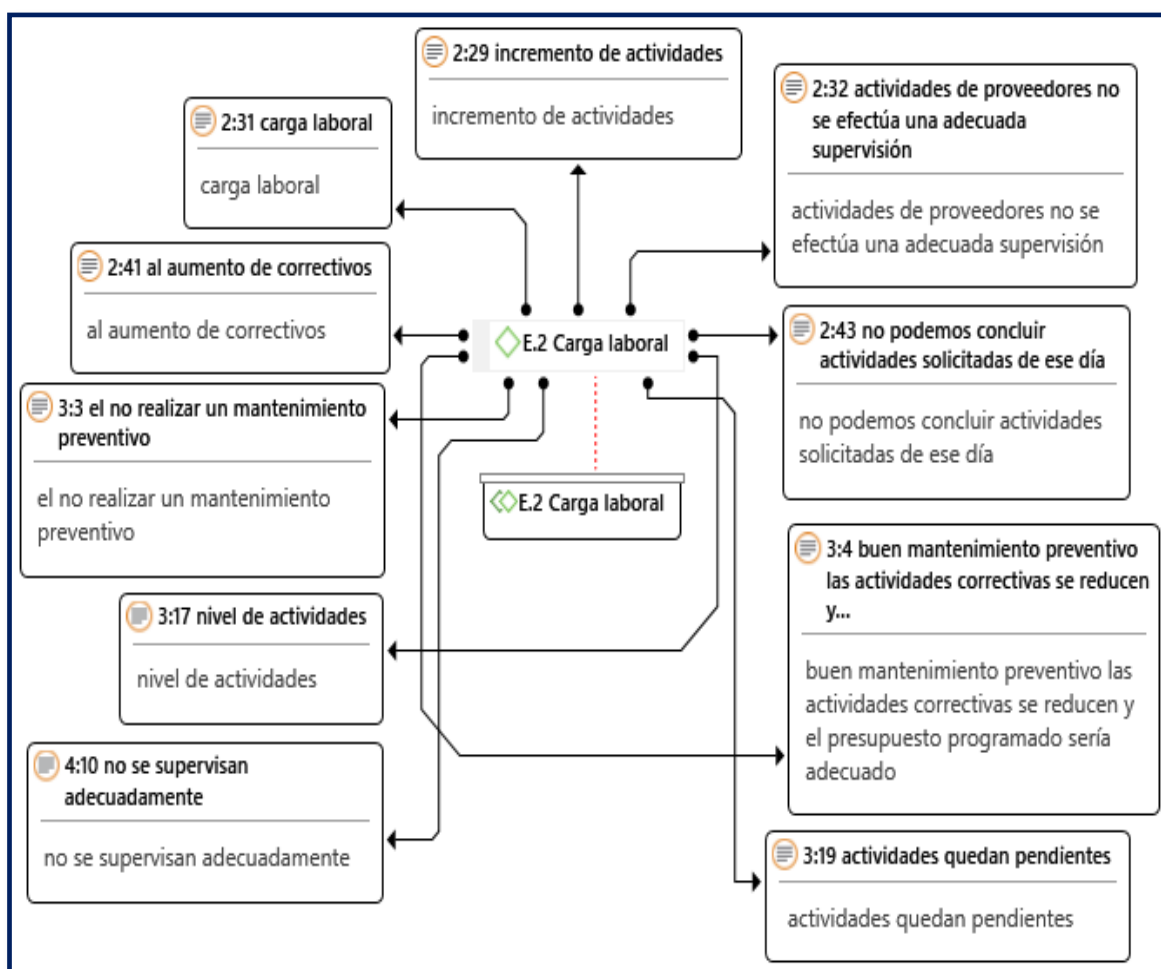 2:29 incremento de actividades
incremento de actividades
2:32 actividades de proveedores no
se efectúa una adecuada
supervisión
actividades de proveedores no se
efectúa una adecuada supervisión
2:31 carga laboral
carga laboral
2:41 al aumento de correctivos
al aumento de correctivos
E.2 Carga laboral
2:43 no podemos concluir
actividades solicitadas de ese día
no podemos concluir actividades
solicitadas de ese día
3:3 el no realizar un mantenimiento
preventivo
el no realizar un mantenimiento
preventivo
E.2 Carga laboral
3:4 buen mantenimiento preventivo
las actividades correctivas se reducen
y...
buen mantenimiento preventivo las
actividades correctivas se reducen y
el presupuesto programado sería
adecuado
3:17 nivel de actividades
nivel de actividades
4:10 no se supervisan
adecuadamente
no se supervisan adecuadamente
3:19 actividades quedan pendientes
actividades quedan pendientes